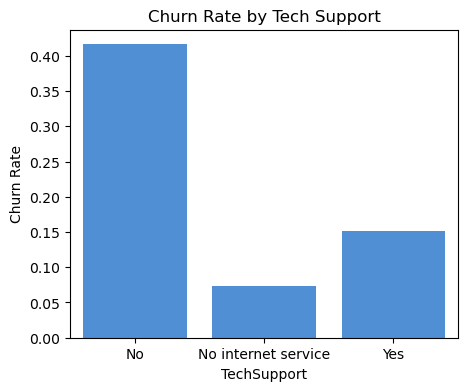 Churn Rate by Tech Support
Churn Rate
0.40
0.35
0.30
0.25
0.20
0.15
0.10
0.05
0.00
No
No internet service
Yes
TechSupport